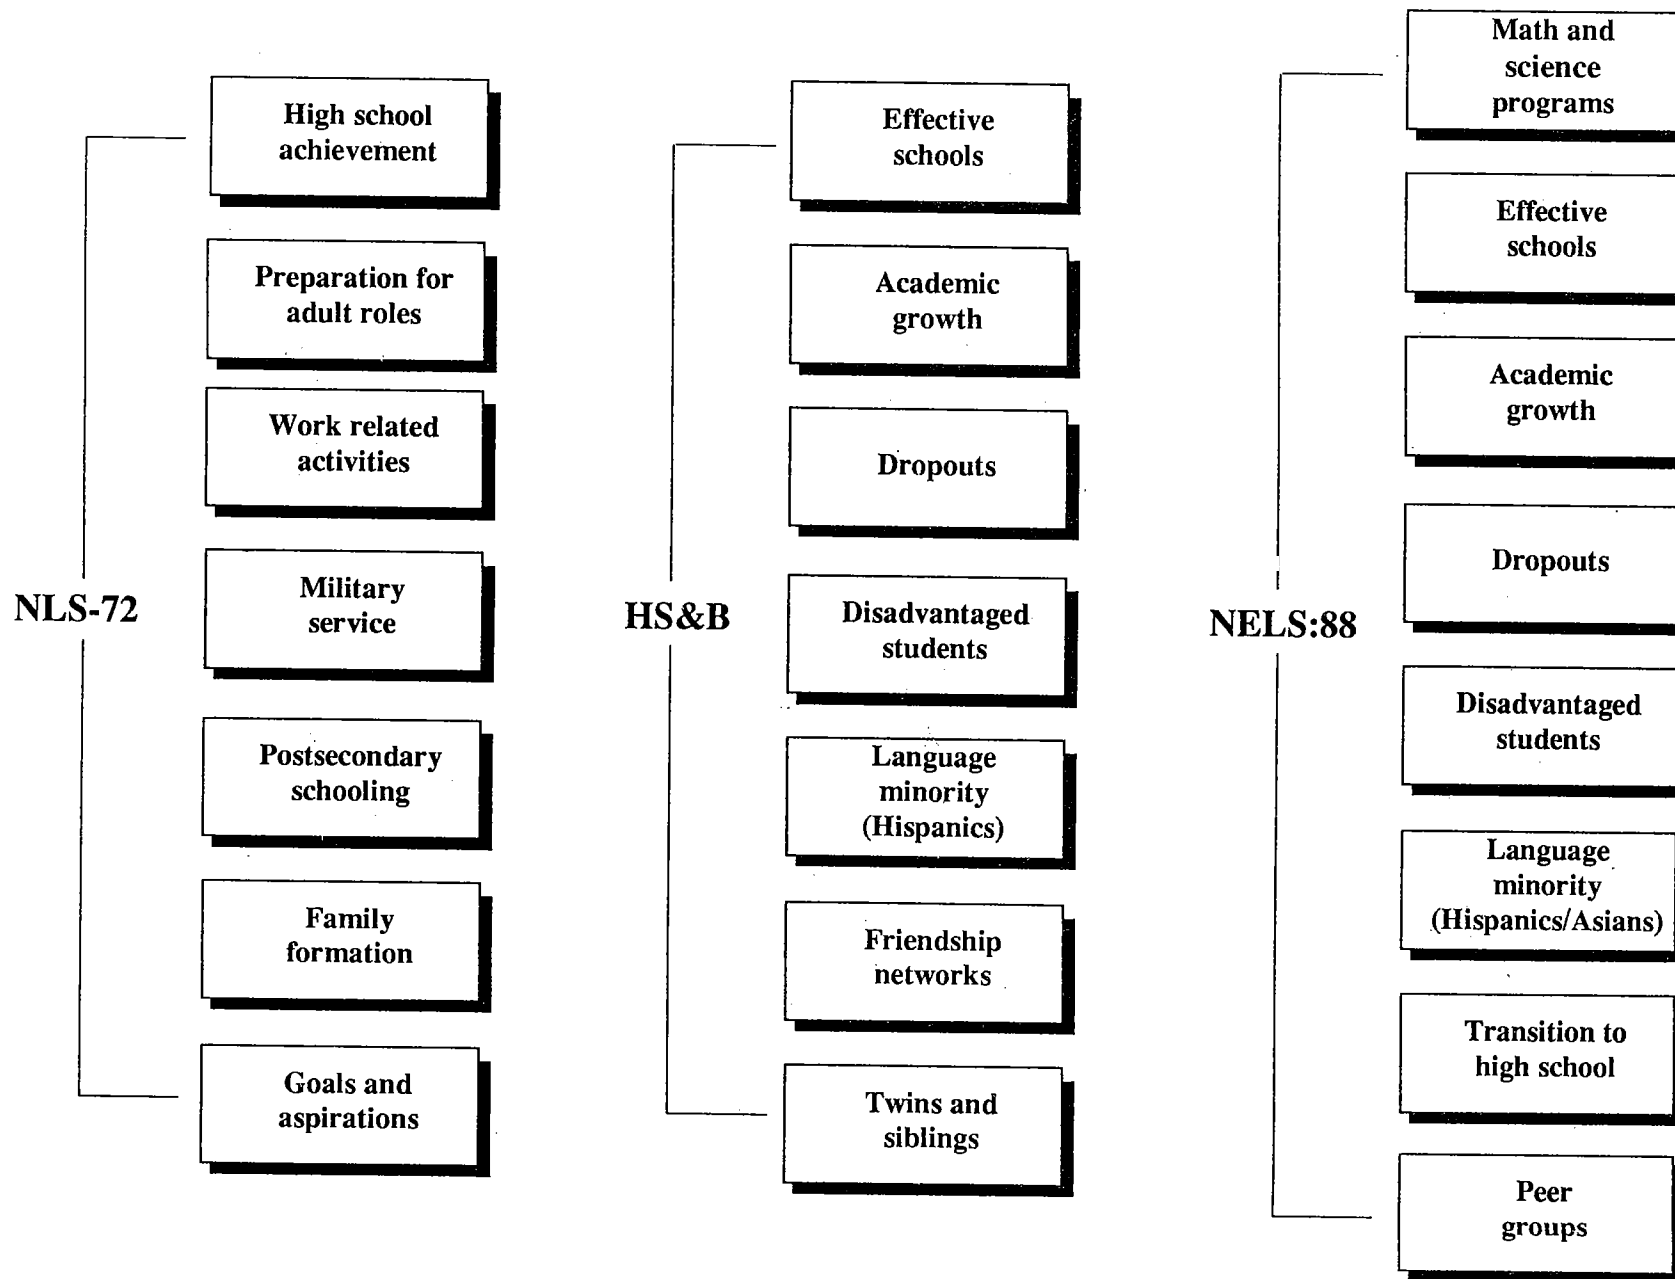 NLS-72
High school
achievement
Preparation for
adult roles
Work related
activities
Military
service
Postsecondary
schooling
Family
formation
Goals and
aspirations
HS&B
Effective
schools
Academic
growth
Dropouts
Disadvantaged
students
Language
minority
(Hispanics)
Friendship
networks
Twins and
siblings
NELS:88
Math and
science
programs
Effective
schools
Academic
growth
Dropouts
Disadvantaged
students
Language
minority
(Hispanics/Asians)
Transition to
high school
Peer
groups